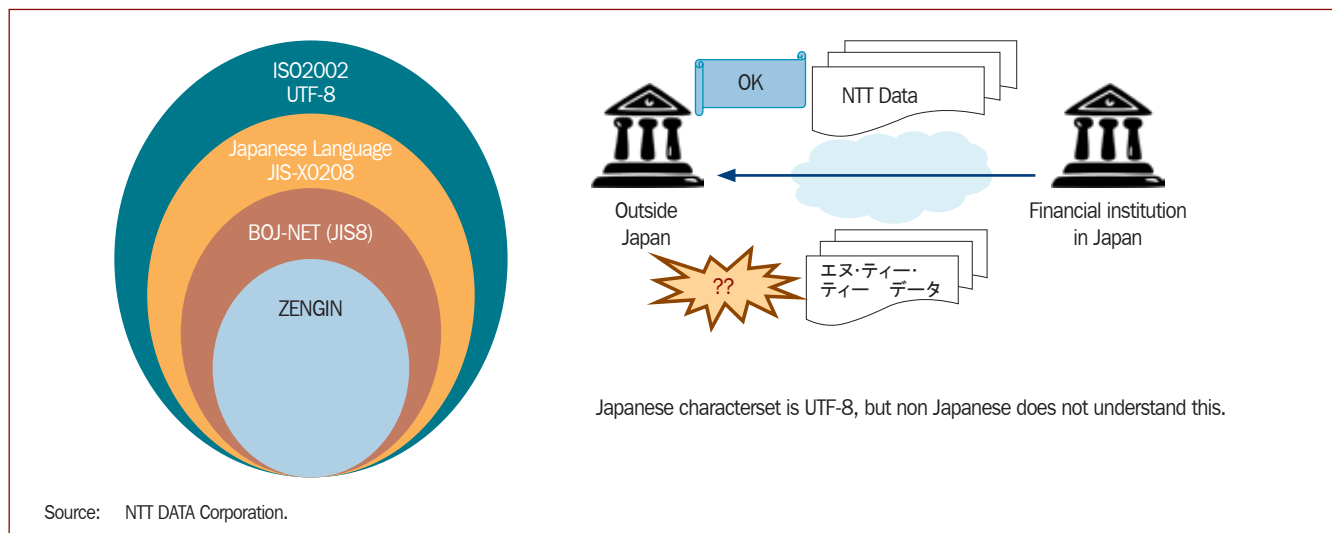 ISO2002
UTF-8
Japanese Language
JIS-X0208
BOJ-NET (JIS8)
ZENGIN
OK
NTT Data
Outside
Japan
Financial institution
in Japan
??
エヌ・ティー・
ティー　データ
Japanese characterset is UTF-8, but non Japanese does not understand this.
Source: NTT DATA Corporation.